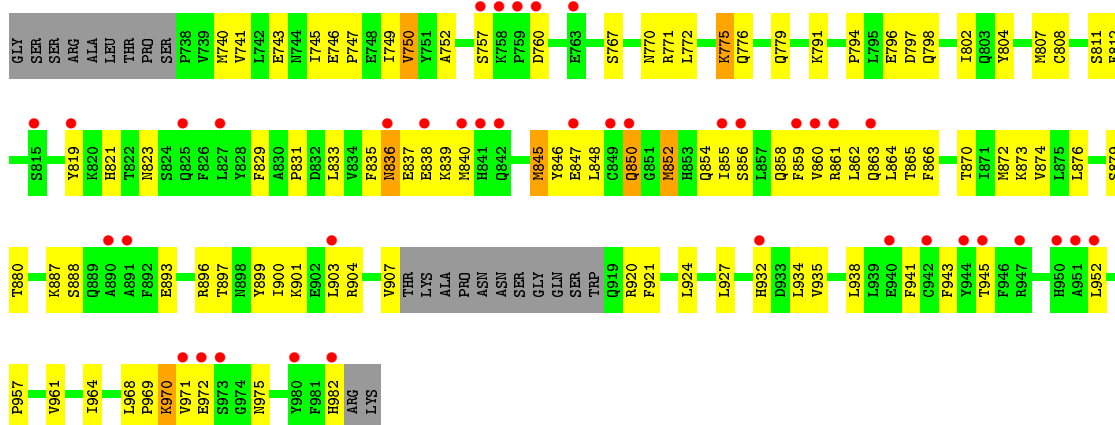 GLY SER SER ARG ALA LEU THR PRO SER P738 V739 M740 V741 L742 E743 N744 I745 E746 P747 E748 I749 V750 Y751 A752 S757 K758 P759 D760 E763 S767 N770 R771 L772 K775 Q776 Q779 K791 P794 L795 E796 D797 Q798 I802 Q803 Y804 M807 C808 S811 F812
S815 Y819 K820 H821 T822 N823 S824 Q825 F826 L827 Y828 F829 A830 P831 D832 L833 V834 F835 N836 E837 E838 K839 M840 H841 Q842 M845 Y846 E847 L848 C849 Q850 G851 M852 H853 Q854 I855 S856 L857 Q858 F859 V860 R861 L862 Q863 L864 T865 F866 T870 I871 M872 K873 V874 L875 L876 S879
T880 K887 S888 Q889 A890 A891 F892 E893 R896 T897 N898 Y899 I900 K901 E902 L903 R904 V907 THR LYS ALA PRO ASN ASN SER GLY GLN SER TRP Q919 R920 F921 L924 L927 H932 D933 L934 V935 L938 L939 E940 F941 C942 F943 Y944 T945 F946 R947 H950 A951 L952
P957 V961 I964 L968 P969 K970 V971 E972 S973 G974 N975 Y980 F981 H982 ARG LYS